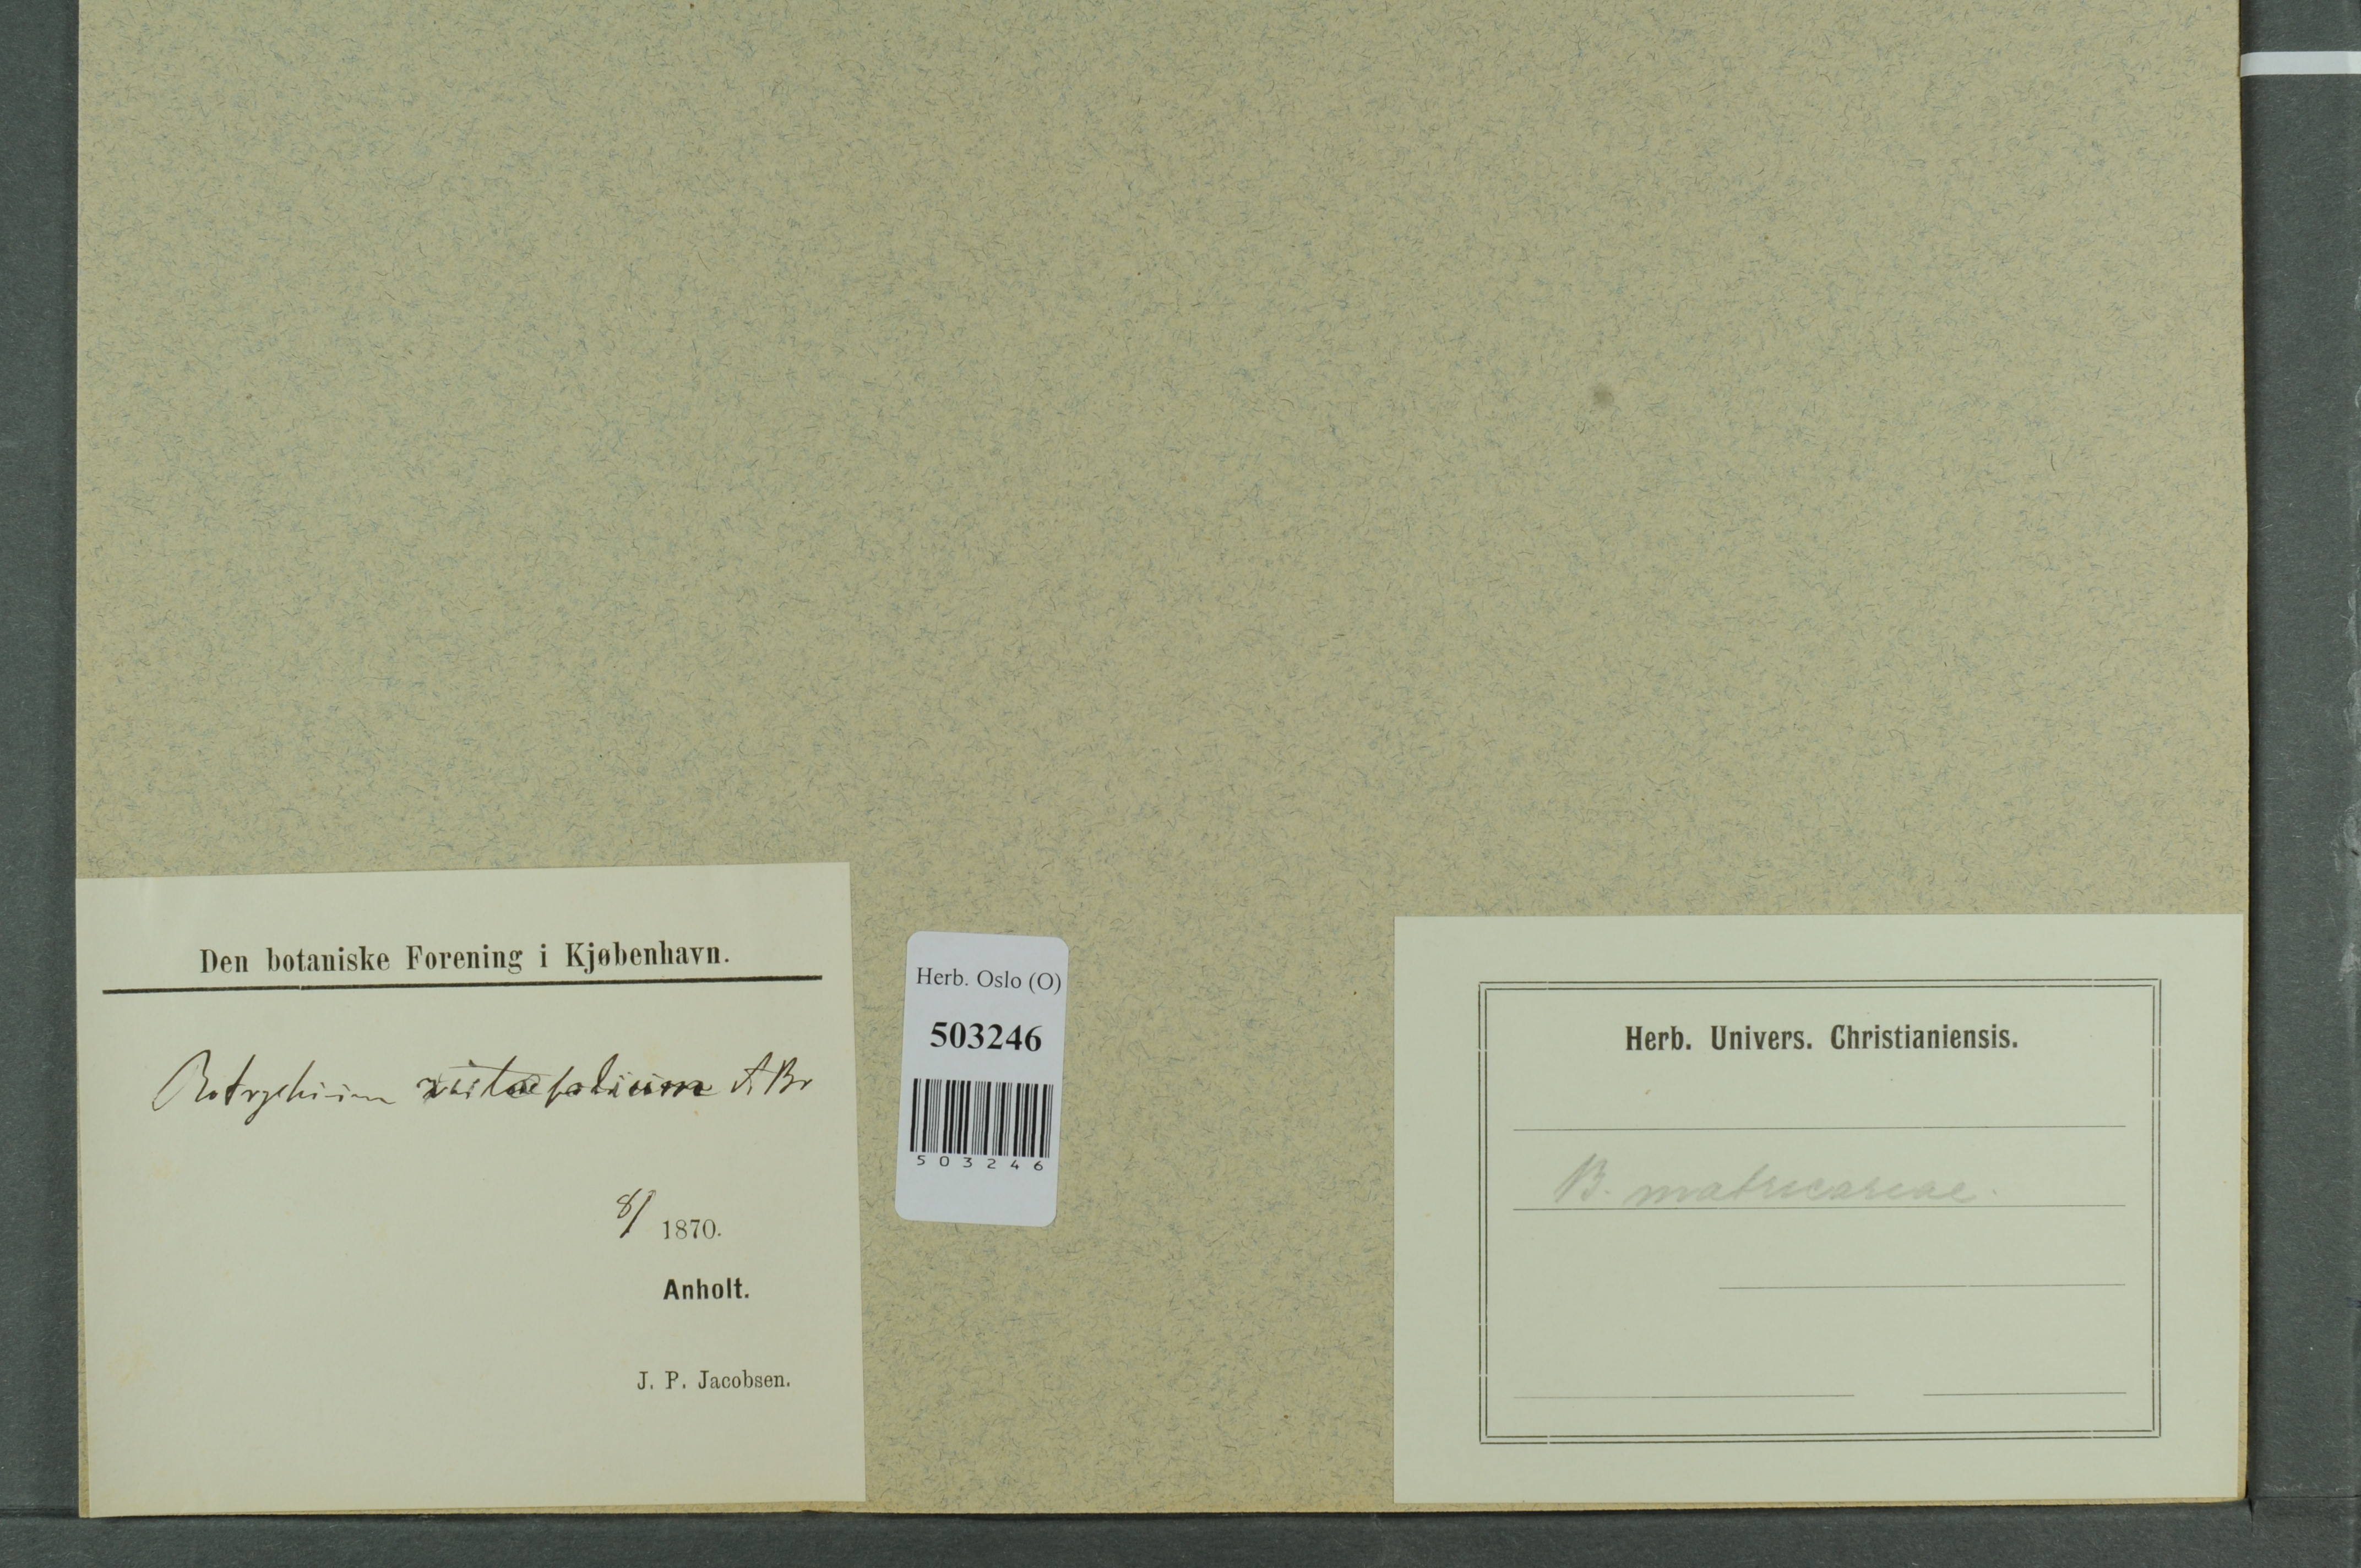 Den botaniske Forening i Kjøbenhavn.
Botrychium rutaefolium A Br
8/ 1870.
Anholt.
J. P. Jacobsen.
Herb. Oslo (O)
503246
503246
Herb. Univers. Christianiensis.
B. matricariae.